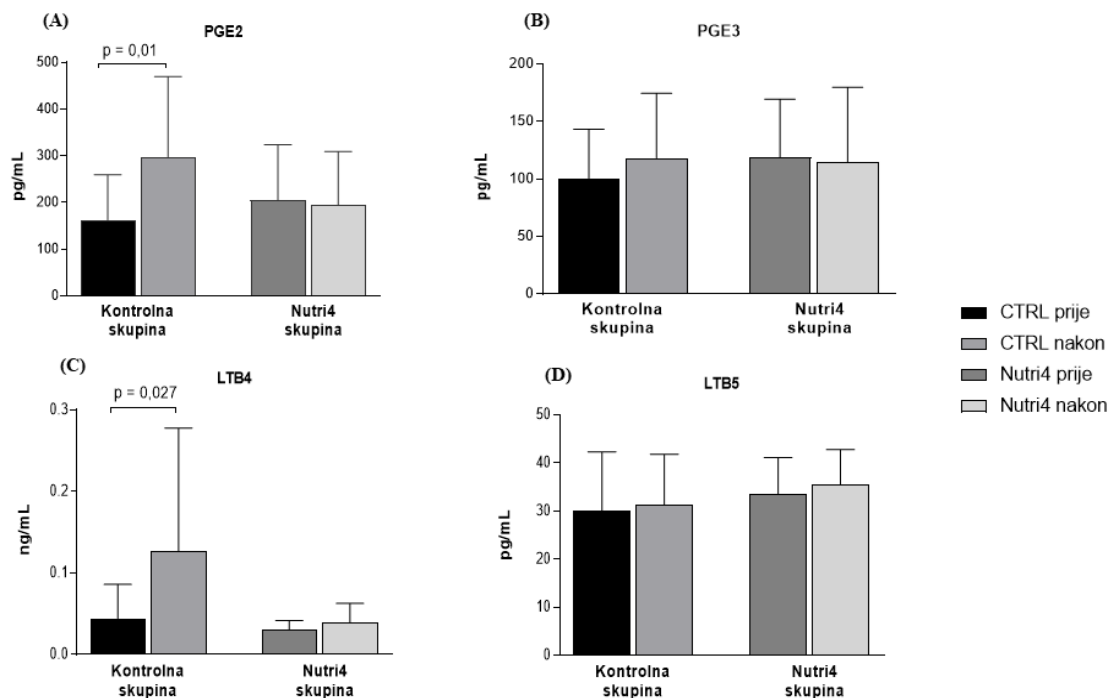 (A)
PGE2
p = 0,01
500
400
300
200
100
0
pg/mL
Kontrolna
skupina
Nutri4
skupina
(B)
PGE3
200
150
100
50
0
pg/mL
Kontrolna
skupina
Nutri4
skupina
CTRL prije
CTRL nakon
Nutri4 prije
Nutri4 nakon
(C)
LTB4
p = 0,027
0.3
0.2
0.1
0.0
ng/mL
Kontrolna
skupina
Nutri4
skupina
(D)
LTB5
50
40
30
20
10
0
pg/mL
Kontrolna
skupina
Nutri4
skupina